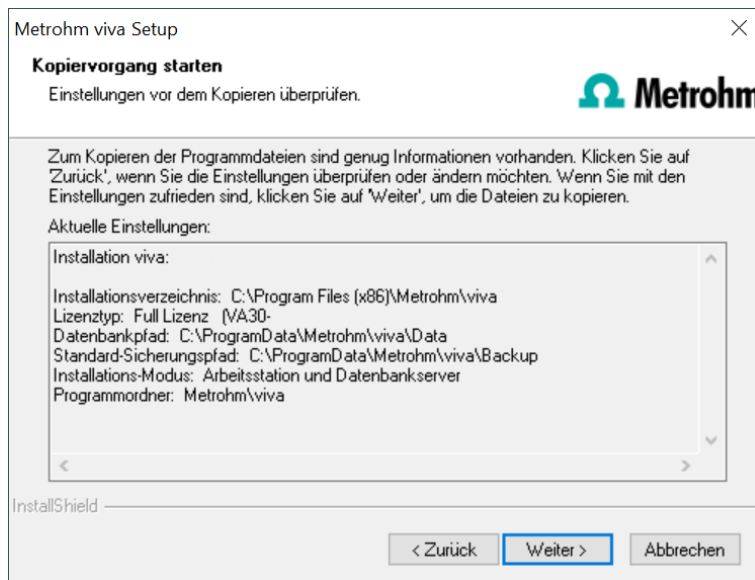 Metrohm viva Setup
Kopiervorgang starten
Einstellungen vor dem Kopieren überprüfen.
Metrohm
Zum Kopieren der Programmdateien sind genug Informationen vorhanden. Klicken Sie auf
'Zurück', wenn Sie die Einstellungen überprüfen oder ändern möchten. Wenn Sie mit den
Einstellungen zufrieden sind, klicken Sie auf 'Weiter', um die Dateien zu kopieren.
Aktuelle Einstellungen:
Installation viva:
Installationsverzeichnis: C:\Program Files (x86)\Metrohm\viva
Lizenztyp: Full Lizenz (VA30-
Datenbankpfad: C:\ProgramData\Metrohm\viva\Data
Standard-Sicherungspfad: C:\ProgramData\Metrohm\viva\Backup
Installations-Modus: Arbeitsstation und Datenbankserver
Programmordner: Metrohm\viva
InstallShield
< Zurück Weiter > Abbrechen